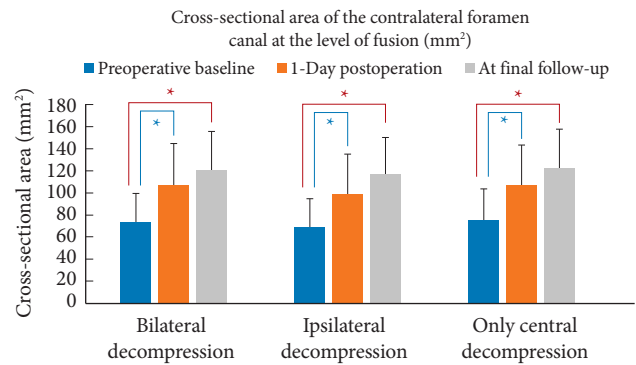 Cross-sectional area of the contralateral foramen
canal at the level of fusion (mm²)
Preoperative baseline 1-Day postoperation At final follow-up
Cross-sectional area (mm²)
180
160
140
120
100
80
60
40
20
0
* * * * * *
Bilateral decompression
Ipsilateral decompression
Only central decompression